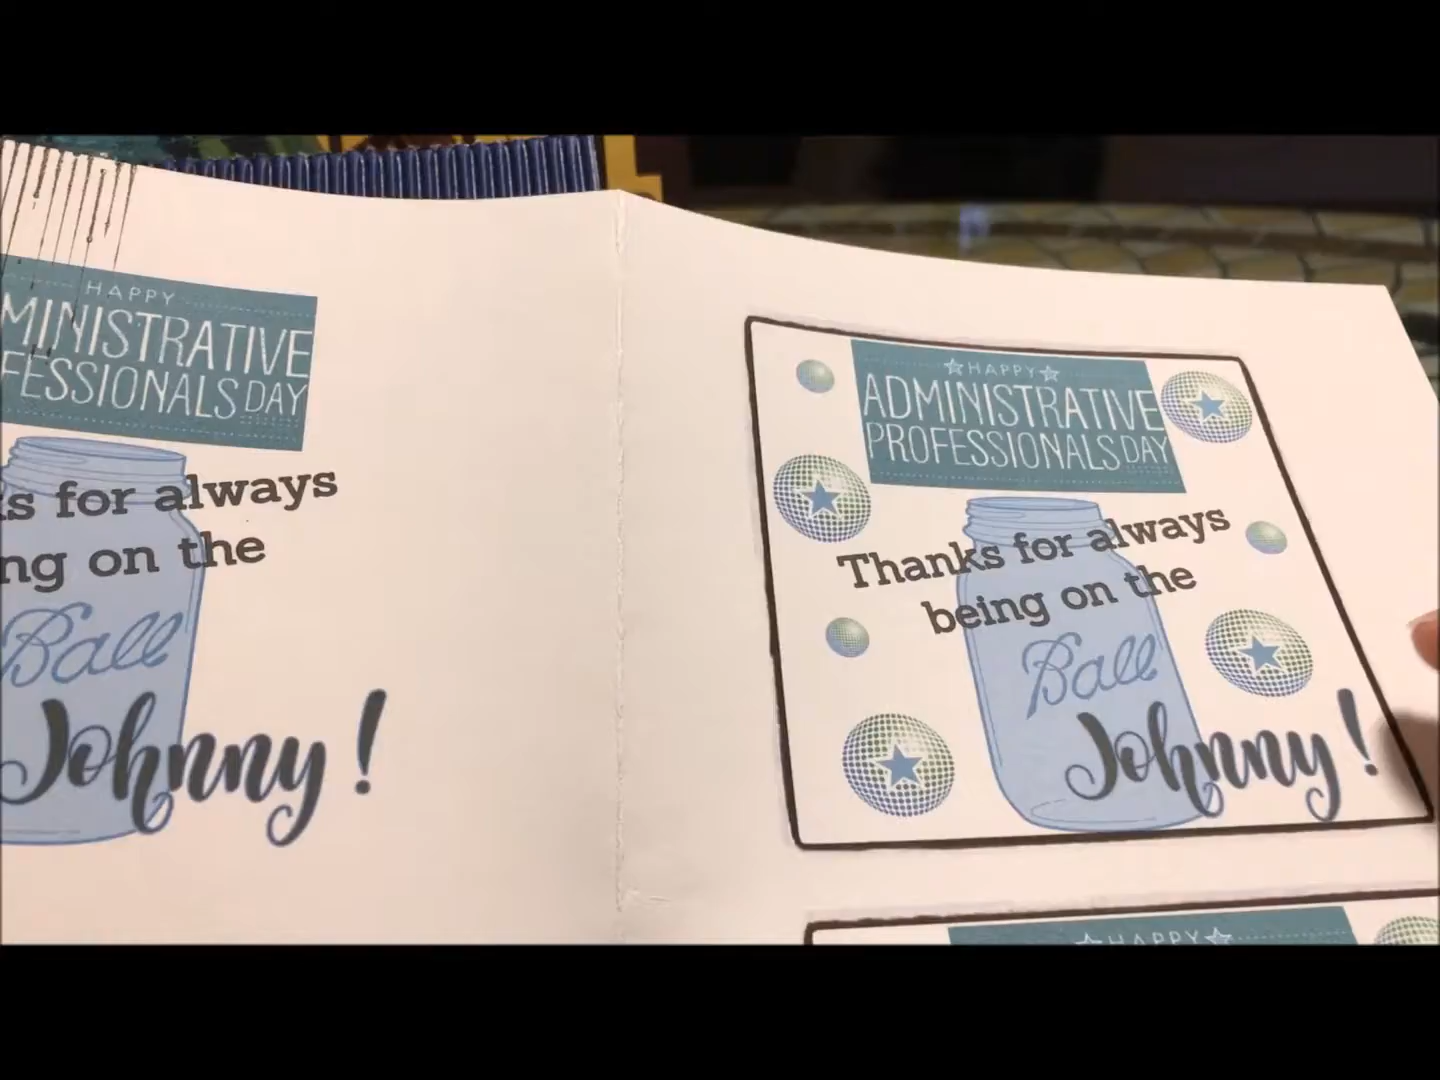 HAPPY
MINISTRATIVE
FESSIONALS DAY
ks for always
ng on the
Ball
Johnny!
HAPPY
ADMINISTRATIVE
PROFESSIONALS DAY
Thanks for always
being on the
Ball
Johnny!
HAPPY